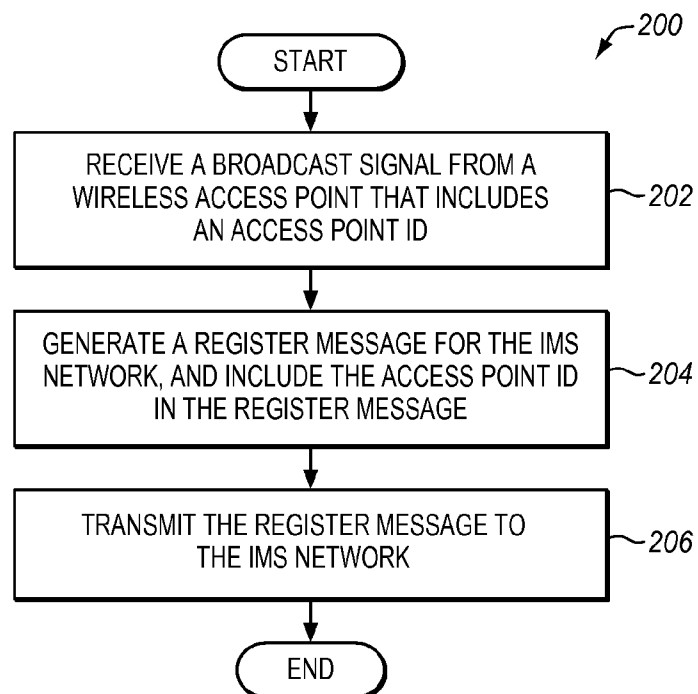 200
START
RECEIVE A BROADCAST SIGNAL FROM A
WIRELESS ACCESS POINT THAT INCLUDES
AN ACCESS POINT ID
202
GENERATE A REGISTER MESSAGE FOR THE IMS
NETWORK, AND INCLUDE THE ACCESS POINT ID
IN THE REGISTER MESSAGE
204
TRANSMIT THE REGISTER MESSAGE TO
THE IMS NETWORK
206
END